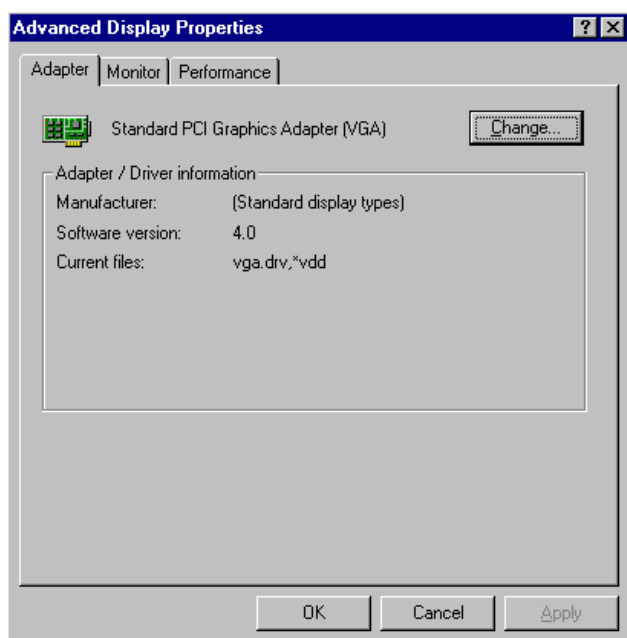 Advanced Display Properties
Adapter
Monitor
Performance
Standard PCI Graphics Adapter (VGA)
Change...
Adapter / Driver information
Manufacturer: (Standard display types)
Software version: 4.0
Current files: vga.drv,*vdd
OK
Cancel
Apply